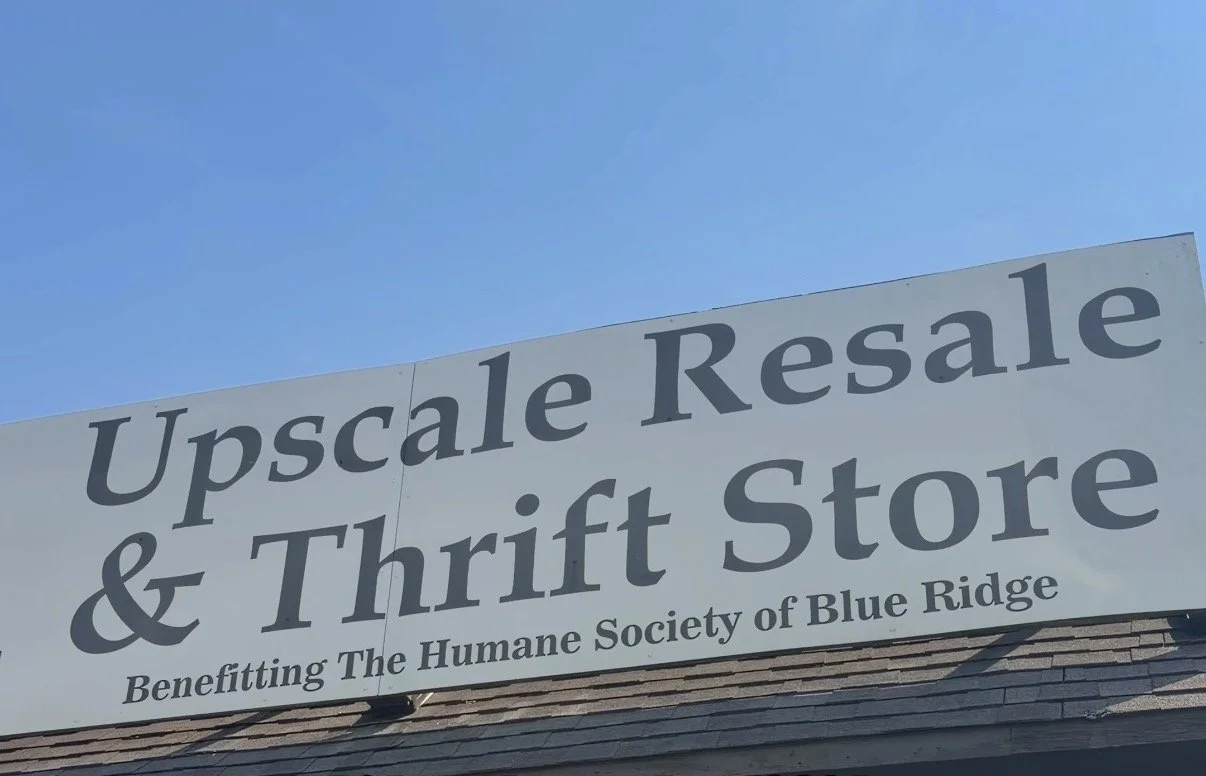 Upscale Resale
& Thrift Store
Benefitting The Humane Society of Blue Ridge